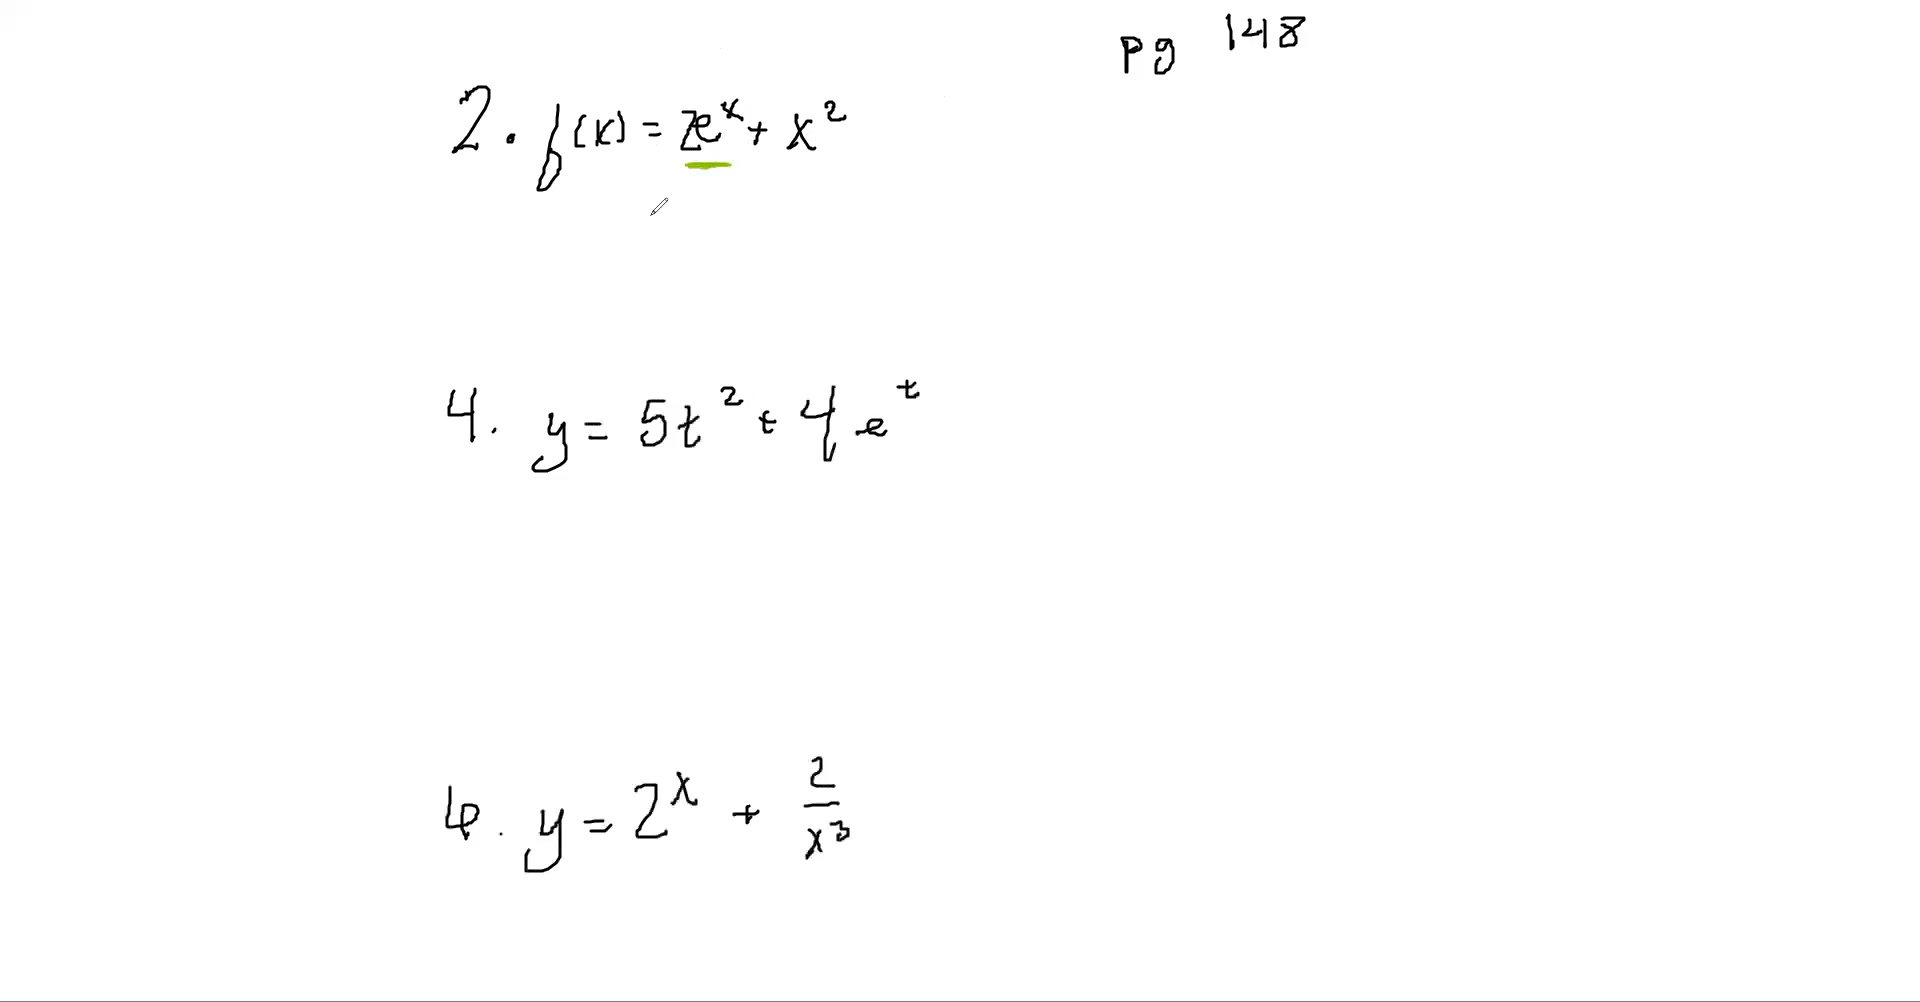 pg 148
2. f(x) = 2e^x + x^2
4. y = 5t^2 + 4e^t
6. y = 2^x + 2/x^3